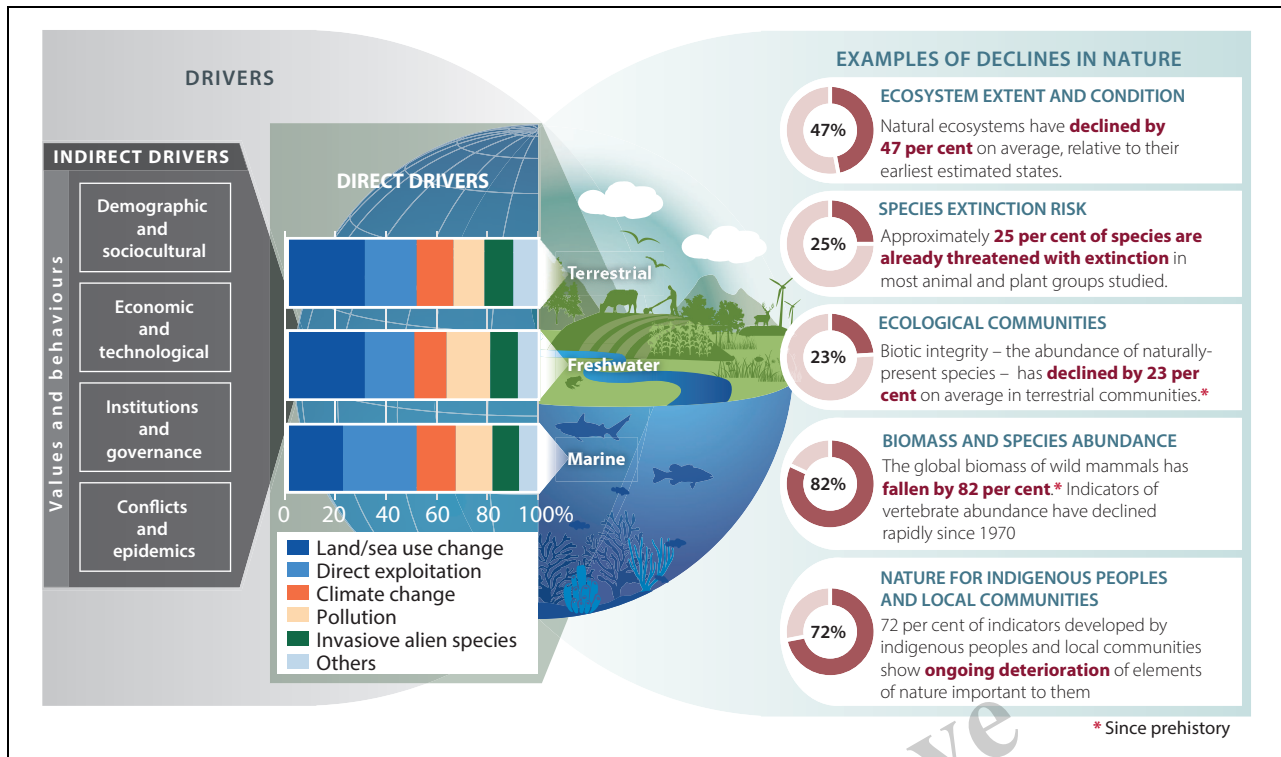 DRIVERS
INDIRECT DRIVERS
Values and behaviours
Demographic
and
sociocultural
Economic
and
technological
Institutions
and
governance
Conflicts
and
epidemics
DIRECT DRIVERS
Terrestrial
Freshwater
Marine
0 20 40 60 80 100%
Land/sea use change
Direct exploitation
Climate change
Pollution
Invasiove alien species
Others
EXAMPLES OF DECLINES IN NATURE
47%
ECOSYSTEM EXTENT AND CONDITION
Natural ecosystems have declined by
47 per cent on average, relative to their
earliest estimated states.
25%
SPECIES EXTINCTION RISK
Approximately 25 per cent of species are
already threatened with extinction in
most animal and plant groups studied.
23%
ECOLOGICAL COMMUNITIES
Biotic integrity – the abundance of naturally-
present species – has declined by 23 per
cent on average in terrestrial communities.*
82%
BIOMASS AND SPECIES ABUNDANCE
The global biomass of wild mammals has
fallen by 82 per cent.* Indicators of
vertebrate abundance have declined
rapidly since 1970
72%
NATURE FOR INDIGENOUS PEOPLES
AND LOCAL COMMUNITIES
72 per cent of indicators developed by
indigenous peoples and local communities
show ongoing deterioration of elements
of nature important to them
* Since prehistory